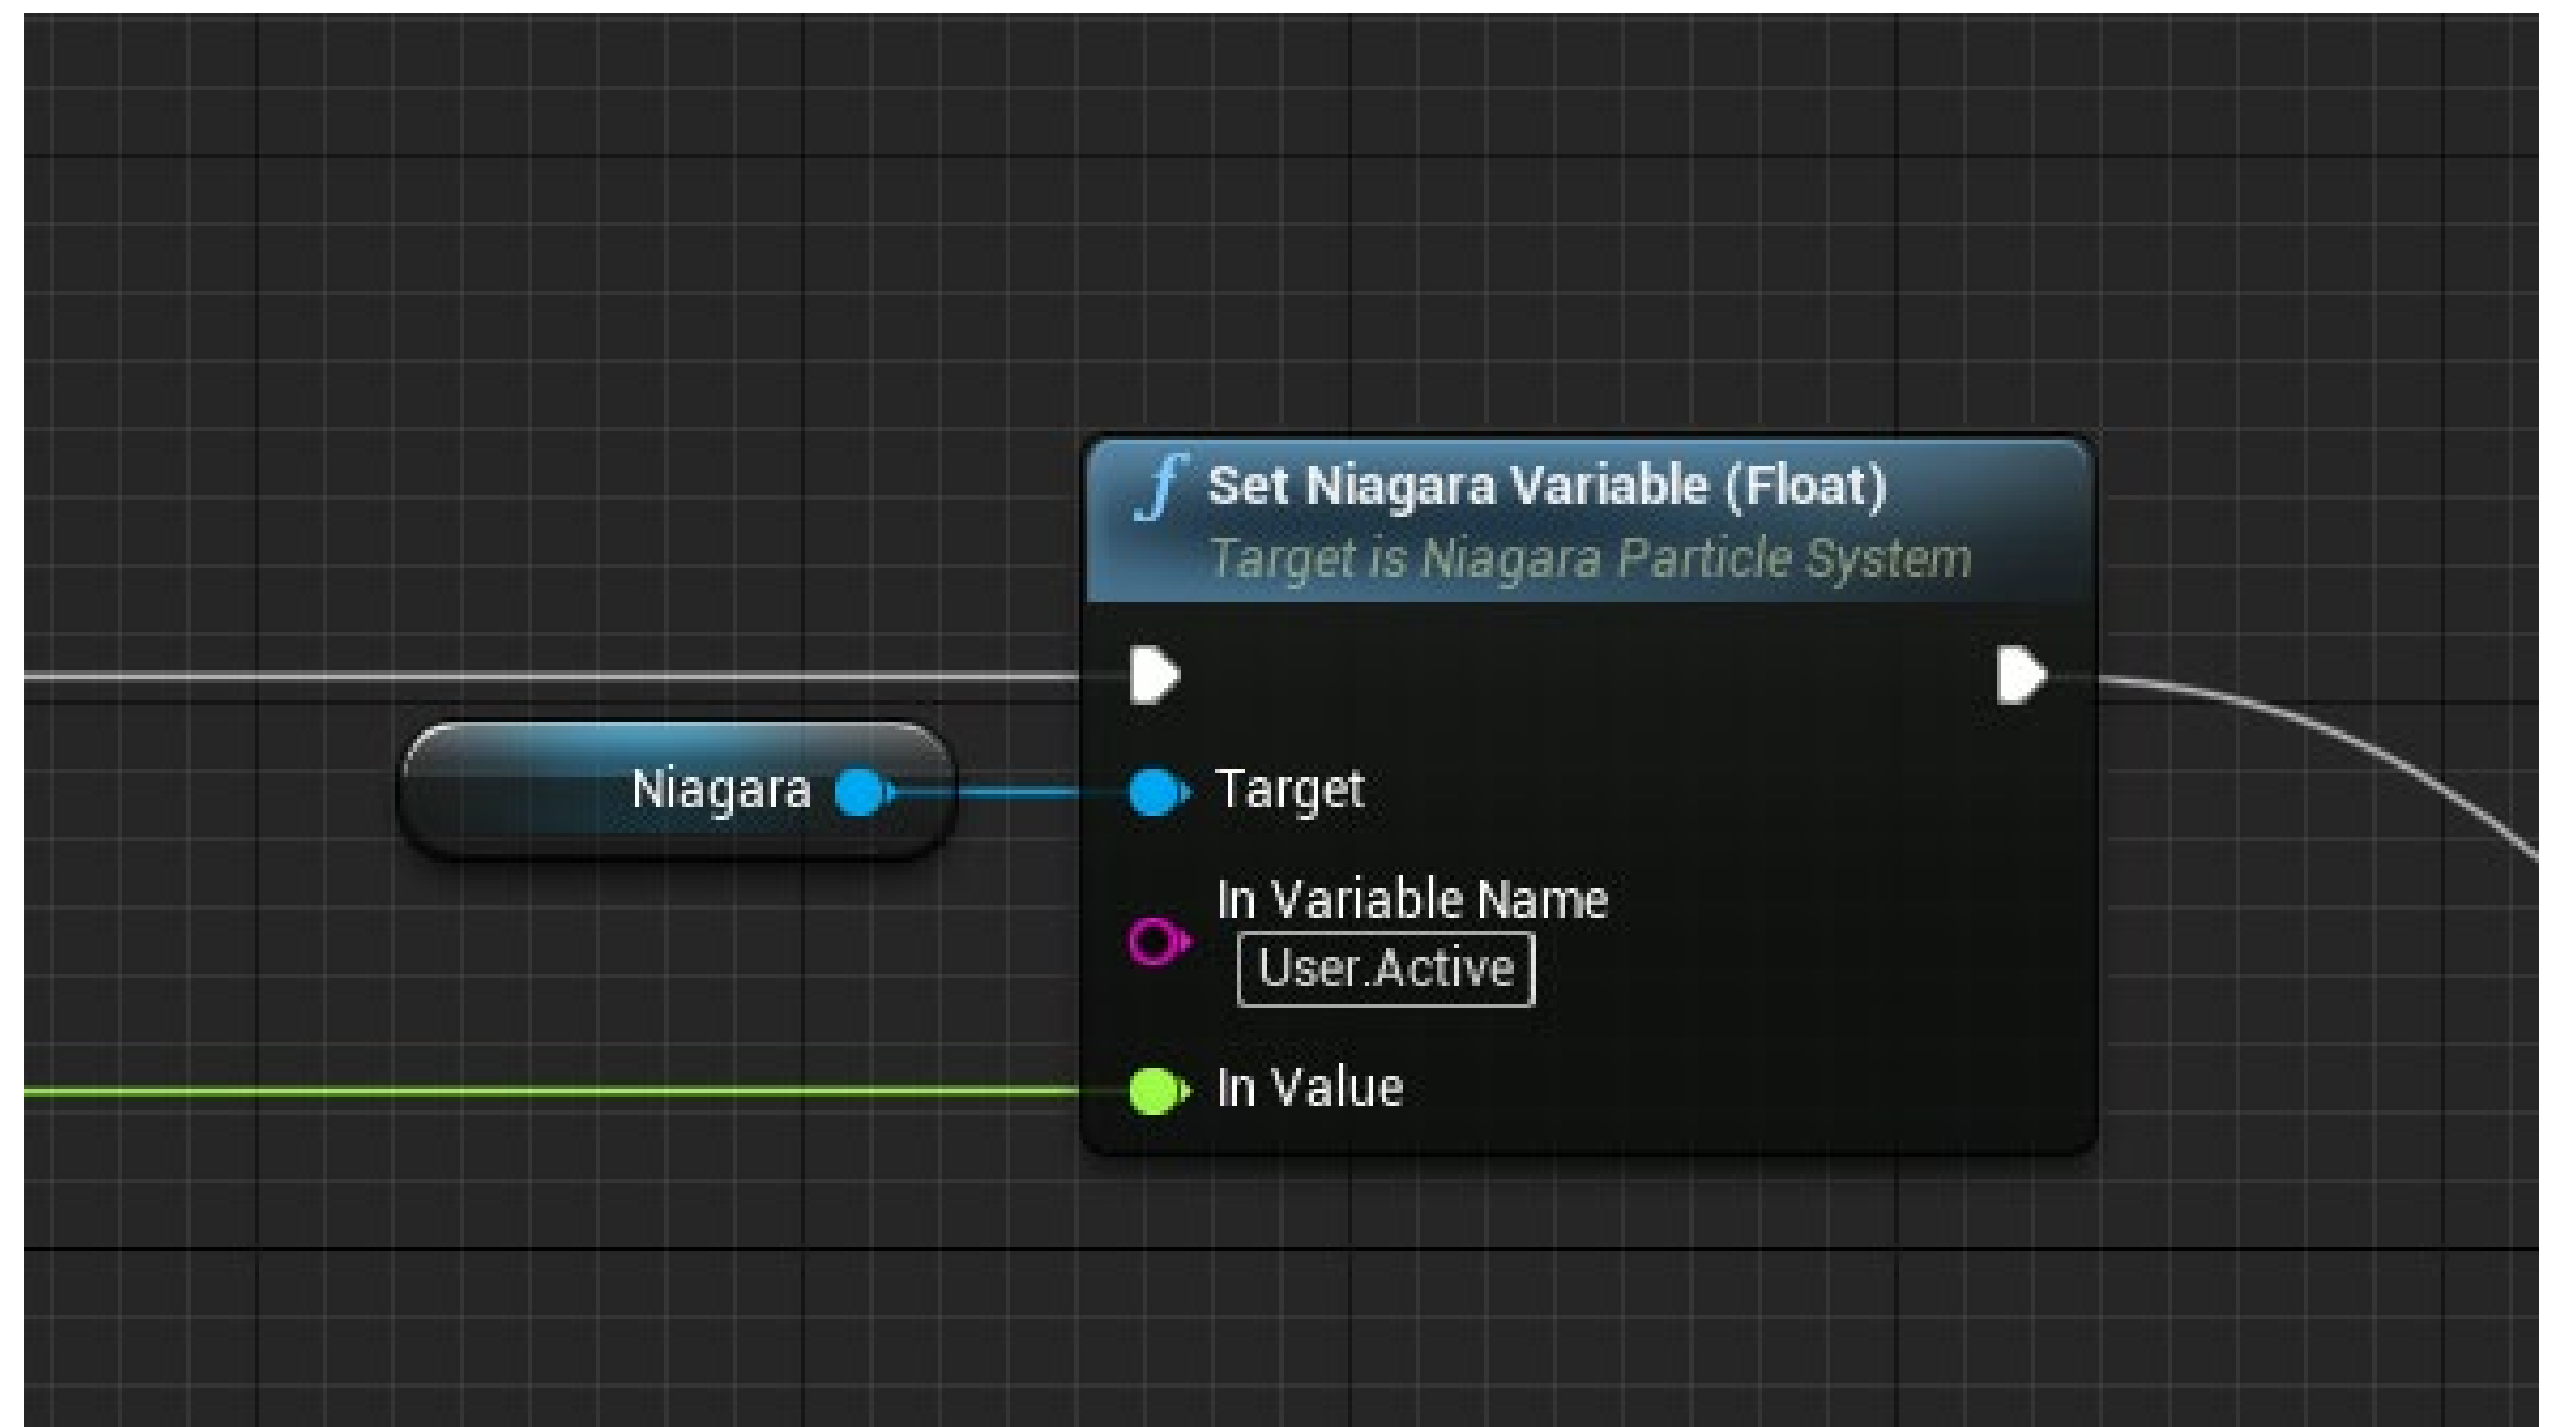 f Set Niagara Variable (Float)
Target is Niagara Particle System
Niagara
Target
In Variable Name
User.Active
In Value